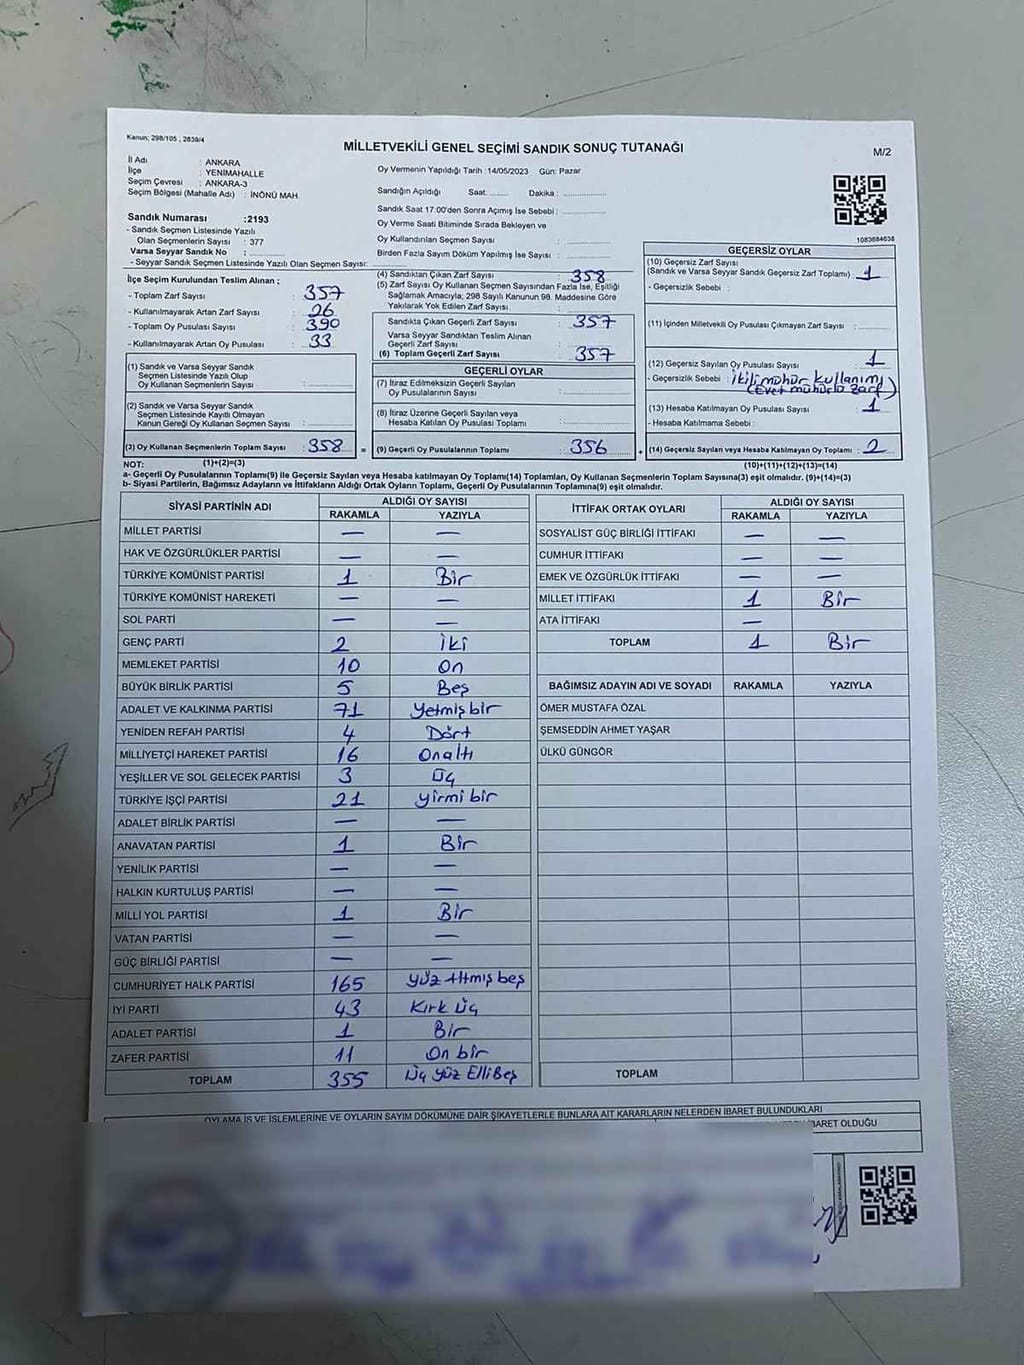 Kanun; 298/105 , 2839/4
MİLLETVEKİLİ GENEL SEÇİMİ SANDIK SONUÇ TUTANAĞI
M/2
İl Adı : ANKARA
İlçe : YENİMAHALLE
Seçim Çevresi : ANKARA-3
Seçim Bölgesi (Mahalle Adı) : İNÖNÜ MAH.
Sandık Numarası :2193
- Sandık Seçmen Listesinde Yazılı
Olan Seçmenlerin Sayısı : 377
Varsa Seyyar Sandık No :
- Seyyar Sandık Seçmen Listesinde Yazılı Olan Seçmen Sayısı:
Oy Vermenin Yapıldığı Tarih :14/05/2023 Gün: Pazar
Sandığın Açıldığı Saat: Dakika :
Sandık Saat 17:00'den Sonra Açımış İse Sebebi :
Oy Verme Saati Bitiminde Sırada Bekleyen ve
Oy Kullandırılan Seçmen Sayısı :
Birden Fazla Sayım Döküm Yapılmış İse Sayısı :
1083684638
İlçe Seçim Kurulundan Teslim Alınan ;
- Toplam Zarf Sayısı : 357
- Kullanılmayarak Artan Zarf Sayısı : 26
- Toplam Oy Pusulası Sayısı : 390
- Kullanılmayarak Artan Oy Pusulası : 33
(1) Sandık ve Varsa Seyyar Sandık
Seçmen Listesinde Yazılı Olup
Oy Kullanan Seçmenlerin Sayısı :
(2) Sandık ve Varsa Seyyar Sandık
Seçmen Listesinde Kayıtlı Olmayan
Kanun Gereği Oy Kullanan Seçmen Sayısı :
(3) Oy Kullanan Seçmenlerin Toplam Sayısı : 358
(1)+(2)=(3)
(4) Sandıktan Çıkan Zarf Sayısı : 358
(5) Zarf Sayısı Oy Kullanan Seçmen Sayısından Fazla İse, Eşitliği
Sağlamak Amacıyla; 298 Sayılı Kanunun 98. Maddesine Göre
Yakılarak Yok Edilen Zarf Sayısı :
Sandıkta Çıkan Geçerli Zarf Sayısı : 357
Varsa Seyyar Sandıktan Teslim Alınan
Geçerli Zarf Sayısı :
(6) Toplam Geçerli Zarf Sayısı : 357
GEÇERLİ OYLAR
(7) İtiraz Edilmeksizin Geçerli Sayılan
Oy Pusulasının Sayısı :
(8) İtiraz Üzerine Geçerli Sayılan veya
Hesaba Katılan Oy Pusulası Toplamı :
= (9) Geçerli Oy Pusulalarının Toplamı : 356
GEÇERSİZ OYLAR
(10) Geçersiz Zarf Sayısı
(Sandık ve Varsa Seyyar Sandık Geçersiz Zarf Toplamı) : 1
- Geçersizlik Sebebi :
(11) İçinden Milletvekili Oy Pusulası Çıkmayan Zarf Sayısı :
(12) Geçersiz Sayılan Oy Pusulası Sayısı : 1
- Geçersizlik Sebebi : İkili mühür kullanımı
(Evet mühürlü zarf)
(13) Hesaba Katılmayan Oy Pusulası Sayısı : 1
- Hesaba Katılmama Sebebi :
+ (14) Geçersiz Sayılan veya Hesaba Katılmayan Oy Toplamı : 2
(10)+(11)+(12)+(13)=(14)
NOT:
a- Geçerli Oy Pusulalarının Toplamı(9) ile Geçersiz Sayılan veya Hesaba katılmayan Oy Toplamı(14) Toplamları, Oy Kullanan Seçmenlerin Toplam Sayısına(3) eşit olmalıdır. (9)+(14)=(3)
b- Siyasi Partilerin, Bağımsız Adayların ve İttifakların Aldığı Ortak Oyların Toplamı, Geçerli Oy Pusulalarının Toplamına(9) eşit olmalıdır.
SİYASİ PARTİNİN ADI ALDIĞI OY SAYISI
RAKAMLA YAZIYLA
MİLLET PARTİSİ — —
HAK VE ÖZGÜRLÜKLER PARTİSİ — —
TÜRKİYE KOMÜNİST PARTİSİ 1 Bir
TÜRKİYE KOMÜNİST HAREKETİ — —
SOL PARTİ — —
GENÇ PARTİ 2 İki
MEMLEKET PARTİSİ 10 On
BÜYÜK BİRLİK PARTİSİ 5 Beş
ADALET VE KALKINMA PARTİSİ 71 Yetmiş bir
YENİDEN REFAH PARTİSİ 4 Dört
MİLLİYETÇİ HAREKET PARTİSİ 16 Onaltı
YEŞİLLER VE SOL GELECEK PARTİSİ 3 Üç
TÜRKİYE İŞÇİ PARTİSİ 21 Yirmi bir
ADALET BİRLİK PARTİSİ — —
ANAVATAN PARTİSİ 1 Bir
YENİLİK PARTİSİ — —
HALKIN KURTULUŞ PARTİSİ — —
MİLLİ YOL PARTİSİ 1 Bir
VATAN PARTİSİ — —
GÜÇ BİRLİĞİ PARTİSİ — —
CUMHURİYET HALK PARTİSİ 165 Yüz Altmış beş
İYİ PARTİ 43 Kırk üç
ADALET PARTİSİ 1 Bir
ZAFER PARTİSİ 11 On bir
TOPLAM 355 Üç Yüz Elli Beş
İTTİFAK ORTAK OYLARI ALDIĞI OY SAYISI
RAKAMLA YAZIYLA
SOSYALİST GÜÇ BİRLİĞİ İTTİFAKI — —
CUMHUR İTTİFAKI — —
EMEK VE ÖZGÜRLÜK İTTİFAKI — —
MİLLET İTTİFAKI 1 Bir
ATA İTTİFAKI —
TOPLAM 1 Bir
BAĞIMSIZ ADAYIN ADI VE SOYADI RAKAMLA YAZIYLA
ÖMER MUSTAFA ÖZAL
ŞEMSEDDİN AHMET YAŞAR
ÜLKÜ GÜNGÖR
TOPLAM
OYLAMA İŞ VE İŞLEMLERİNE VE OYLARIN SAYIM DÖKÜMÜNE DAİR ŞİKAYETLERLE BUNLARA AİT KARARLARIN NELERDEN İBARET BULUNDUKLARI
İBARET OLDUĞU